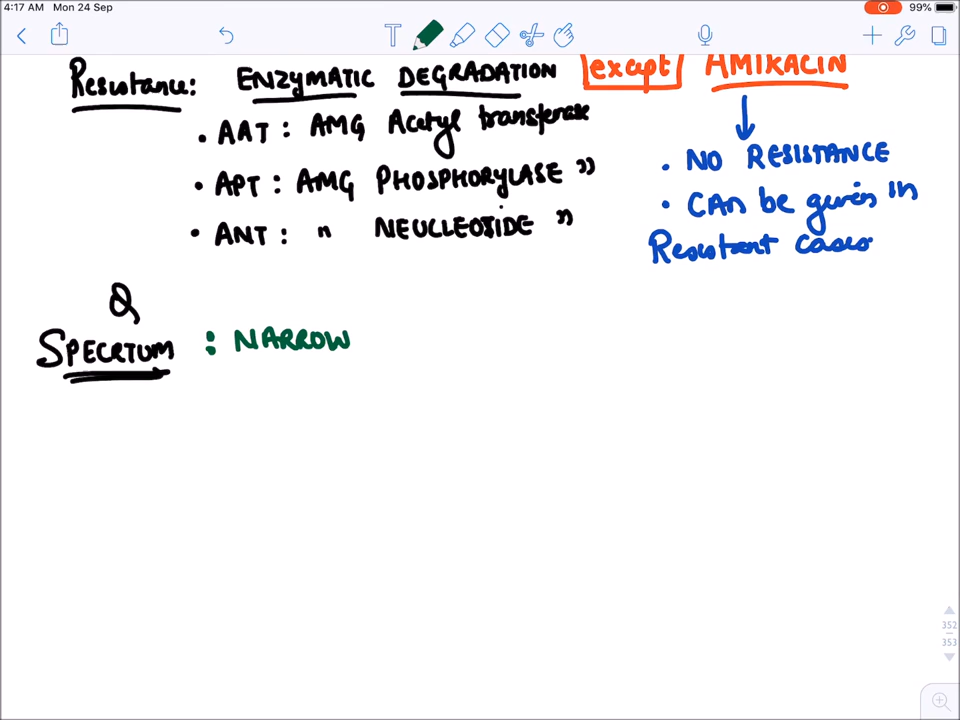 4:17 AM Mon 24 Sep
99%
T
Resistance: ENZYMATIC DEGRADATION except AMIKACIN
• AAT : AMG Acetyl transferase
• APT : AMG PHOSPHORYLASE "
• ANT : " NEUCLEOTIDE "
• NO RESISTANCE
• CAN be given in
Resistant cases
Q
SPECRTUM : NARROW
352
353